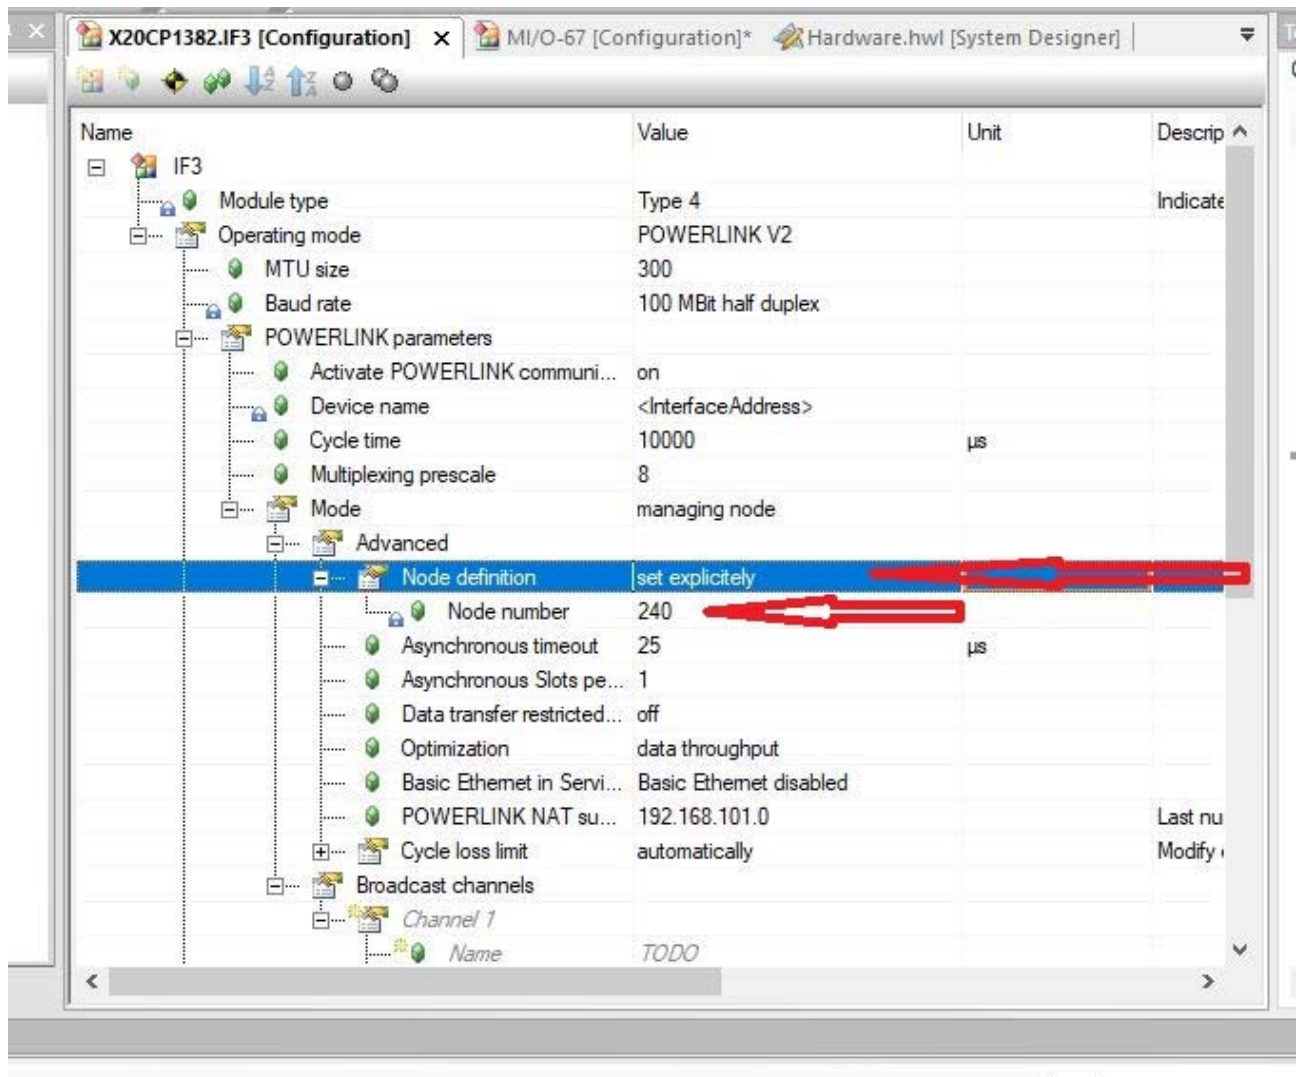 X20CP1382.IF3 [Configuration] MI/O-67 [Configuration]* Hardware.hwl [System Designer]
Name Value Unit Descrip
IF3
Module type Type 4 Indicate
Operating mode POWERLINK V2
MTU size 300
Baud rate 100 MBit half duplex
POWERLINK parameters
Activate POWERLINK communi... on
Device name <InterfaceAddress>
Cycle time 10000 µs
Multiplexing prescale 8
Mode managing node
Advanced
Node definition set explicitely
Node number 240
Asynchronous timeout 25 µs
Asynchronous Slots pe... 1
Data transfer restricted... off
Optimization data throughput
Basic Ethernet in Servi... Basic Ethernet disabled
POWERLINK NAT su... 192.168.101.0 Last nu
Cycle loss limit automatically Modify
Broadcast channels
Channel 1
Name TODO